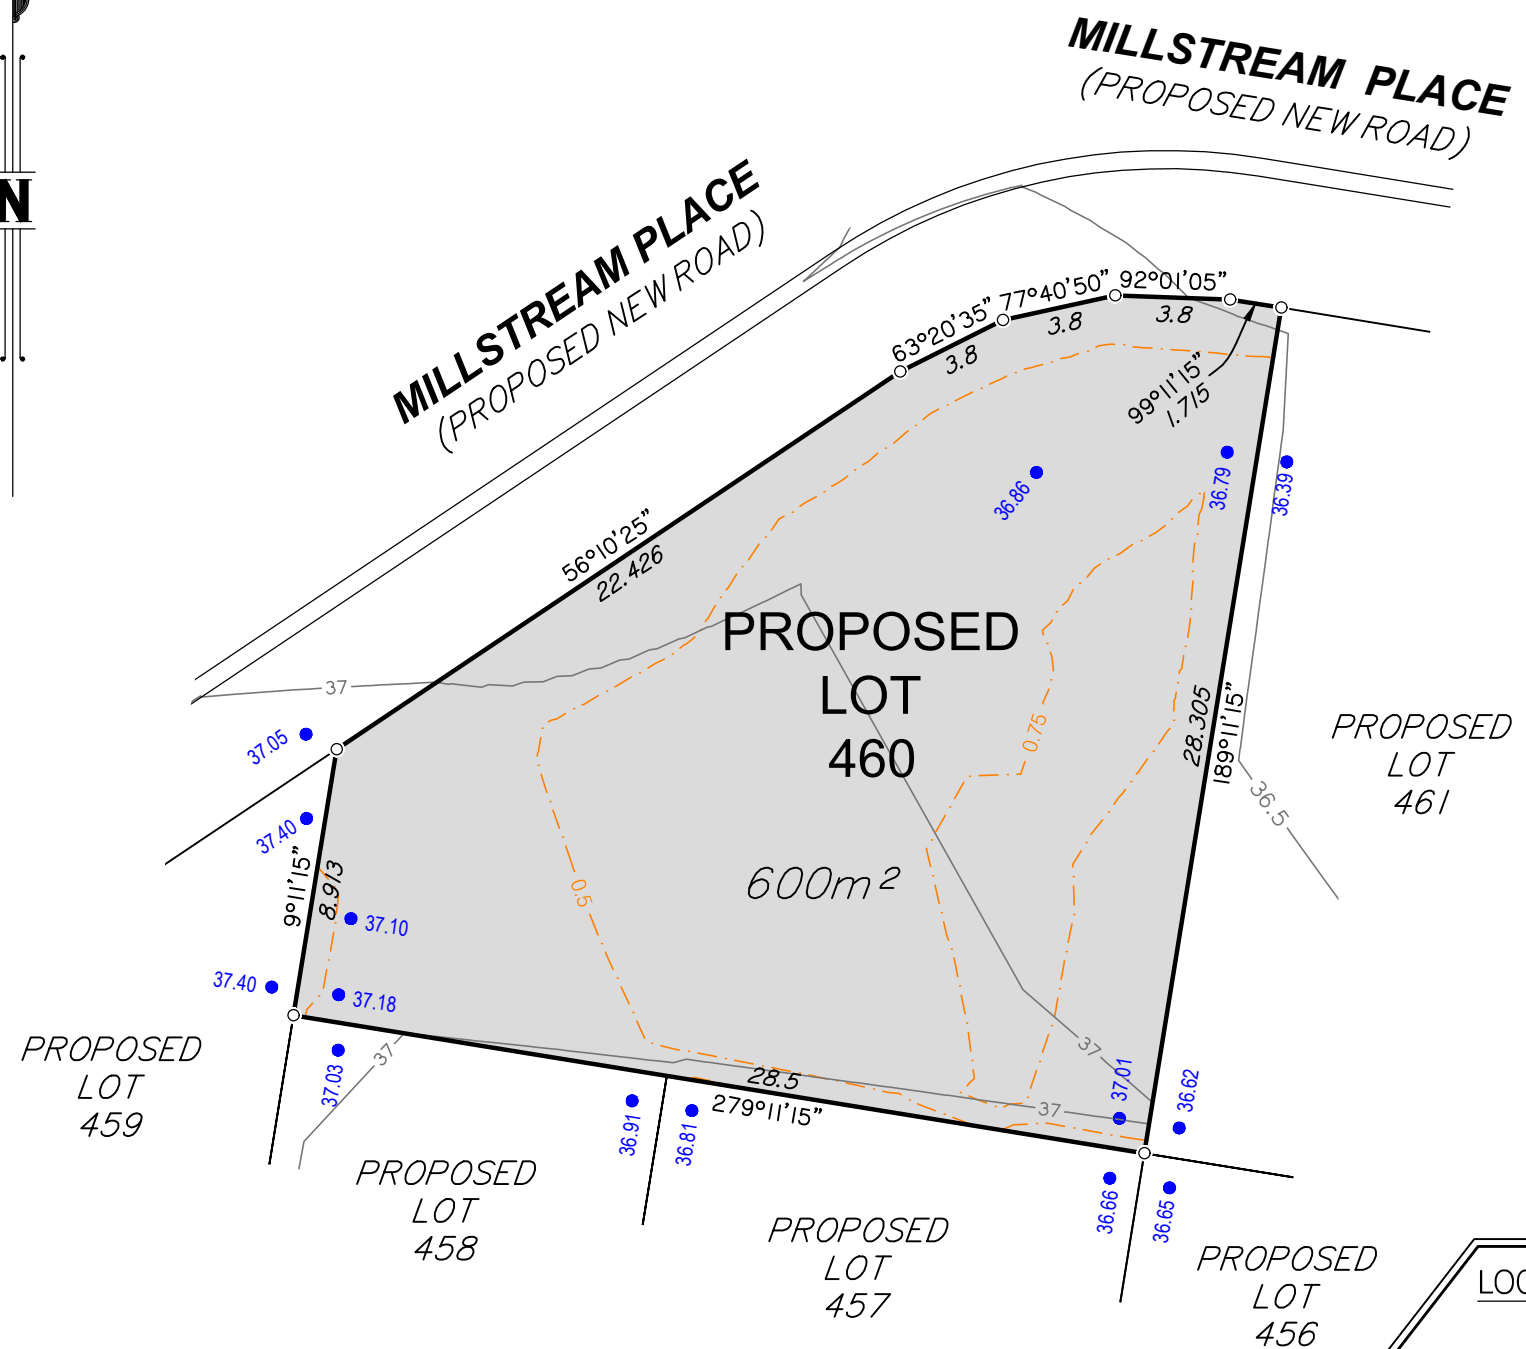 MILLSTREAM PLACE
(PROPOSED NEW ROAD)
MILLSTREAM PLACE
(PROPOSED NEW ROAD)
N
63°20'35"
3.8
77°40'50"
3.8
92°01'05"
3.8
99°11'15"
1.715
56°10'25"
22.426
36.86
36.79
36.39
PROPOSED
LOT
460
600m²
37
37.05
37.40
9°11'15"
8.913
37.10
37.40
37.18
0.5
0.75
28.305
189°11'15"
36.5
PROPOSED
LOT
461
37
37.03
PROPOSED
LOT
459
28.5
279°11'15"
36.91
36.81
37
37
37.01
36.62
36.66
36.65
PROPOSED
LOT
458
PROPOSED
LOT
457
PROPOSED
LOT
456
LOC